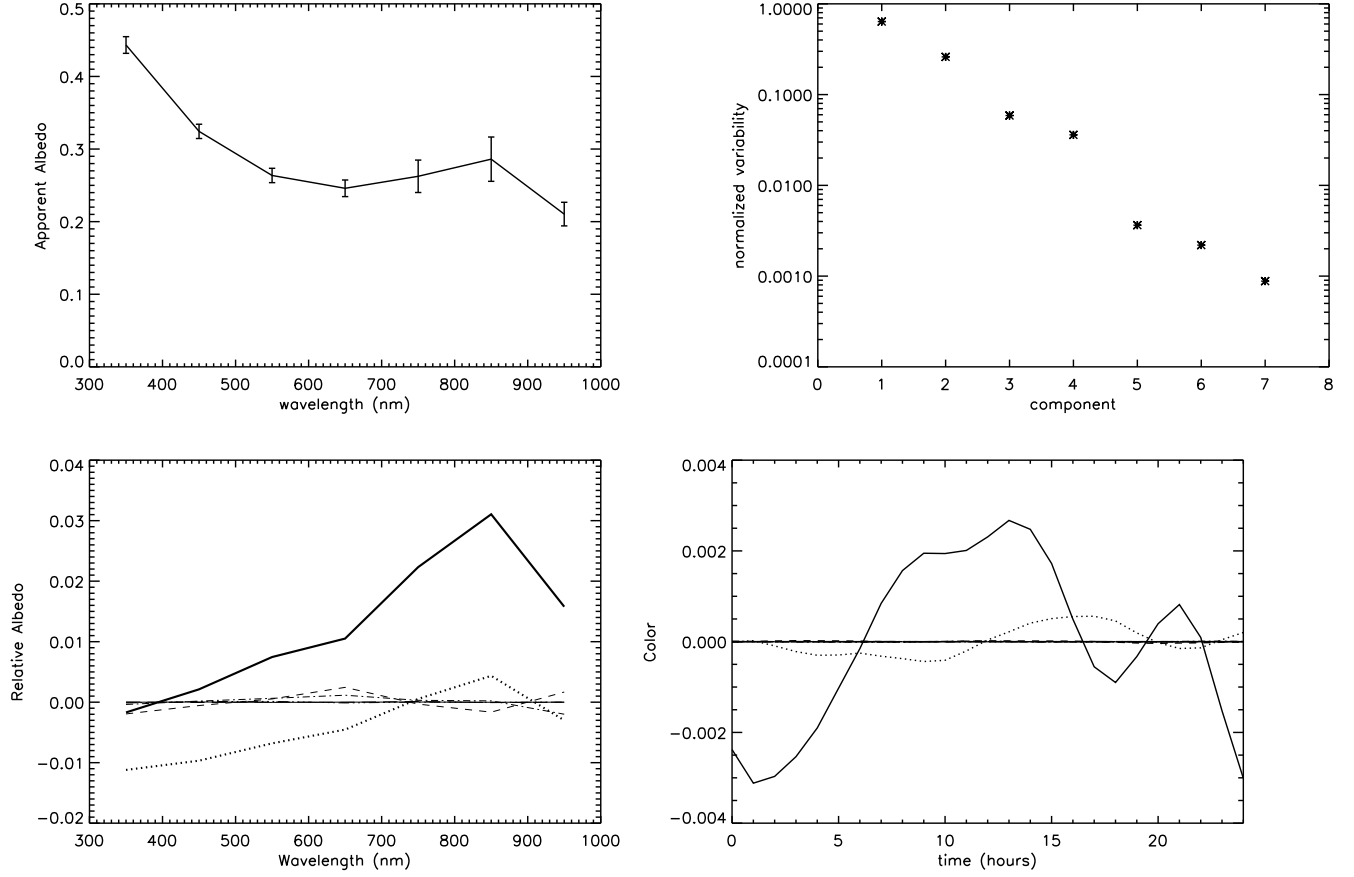 0.5
0.4
0.3
0.2
0.1
0.0
Apparent Albedo
300 400 500 600 700 800 900 1000
wavelength (nm)
1.0000
0.1000
0.0100
0.0010
0.0001
normalized variability
0 1 2 3 4 5 6 7 8
component
0.04
0.03
0.02
0.01
0.00
−0.01
−0.02
Relative Albedo
300 400 500 600 700 800 900 1000
Wavelength (nm)
0.004
0.002
0.000
−0.002
−0.004
Color
0 5 10 15 20
time (hours)